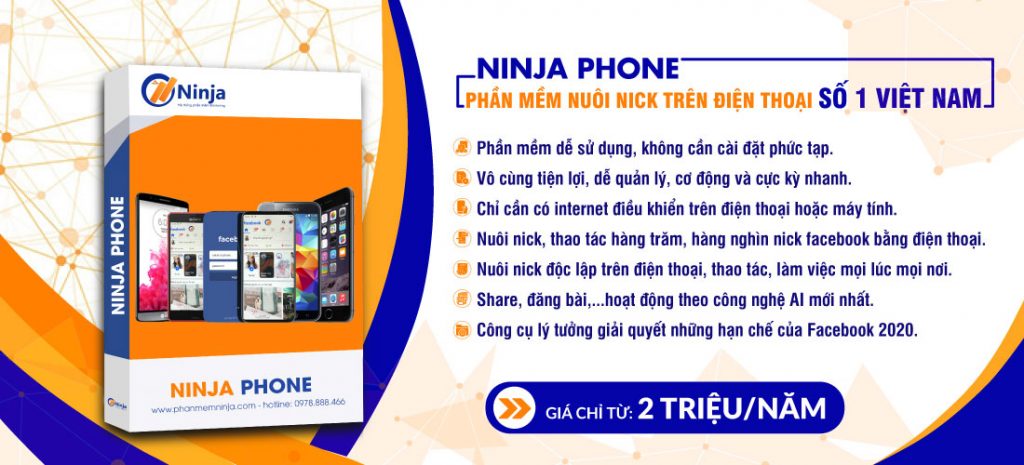 Ninja
NINJA PHONE
facebook
NINJA PHONE
www.phanmemninja.com - hotline: 0978.888.466
Ninja
NINJA PHONE
PHẦN MỀM NUÔI NICK TRÊN ĐIỆN THOẠI SỐ 1 VIỆT NAM
Phần mềm dễ sử dụng, không cần cài đặt phức tạp.
Vô cùng tiện lợi, dễ quản lý, cơ động và cực kỳ nhanh.
Chỉ cần có internet điều khiển trên điện thoại hoặc máy tính.
Nuôi nick, thao tác hàng trăm, hàng nghìn nick facebook bằng điện thoại.
Nuôi nick độc lập trên điện thoại, thao tác, làm việc mọi lúc mọi nơi.
Share, đăng bài,...hoạt động theo công nghệ AI mới nhất.
Công cụ lý tưởng giải quyết những hạn chế của Facebook 2020.
GIÁ CHỈ TỪ: 2 TRIỆU/NĂM